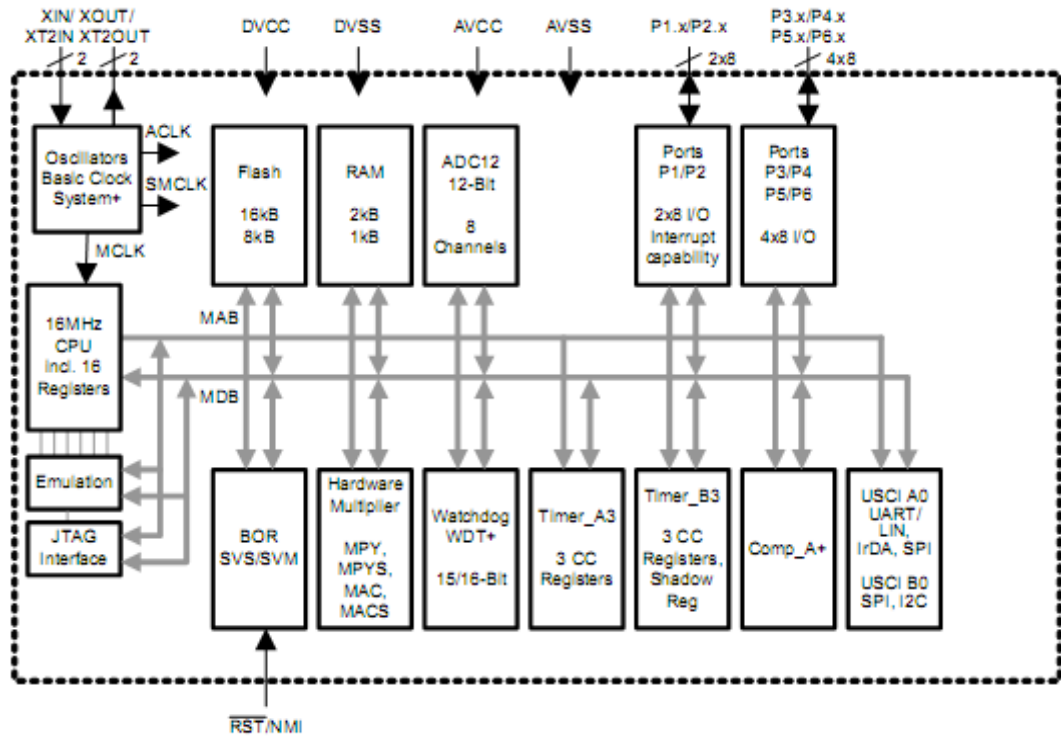 XIN/ XOUT/
XT2IN XT2OUT
2
2
DVCC
DVSS
AVCC
AVSS
P1.x/P2.x
2x8
P3.x/P4.x
P5.x/P6.x
4x8
Oscillators
Basic Clock
System+
ACLK
SMCLK
MCLK
Flash
16kB
8kB
RAM
2kB
1kB
ADC12
12-Bit
8
Channels
Ports
P1/P2
2x8 I/O
Interrupt
capability
Ports
P3/P4
P5/P6
4x8 I/O
16MHz
CPU
incl. 16
Registers
MAB
MDB
Emulation
JTAG
Interface
BOR
SVS/SVM
Hardware
Multiplier
MPY,
MPYS,
MAC,
MACS
Watchdog
WDT+
15/16-Bit
Timer_A3
3 CC
Registers
Timer_B3
3 CC
Registers,
Shadow
Reg
Comp_A+
USCI A0
UART/
LIN,
IrDA, SPI
USCI B0
SPI, I2C
RST/NMI